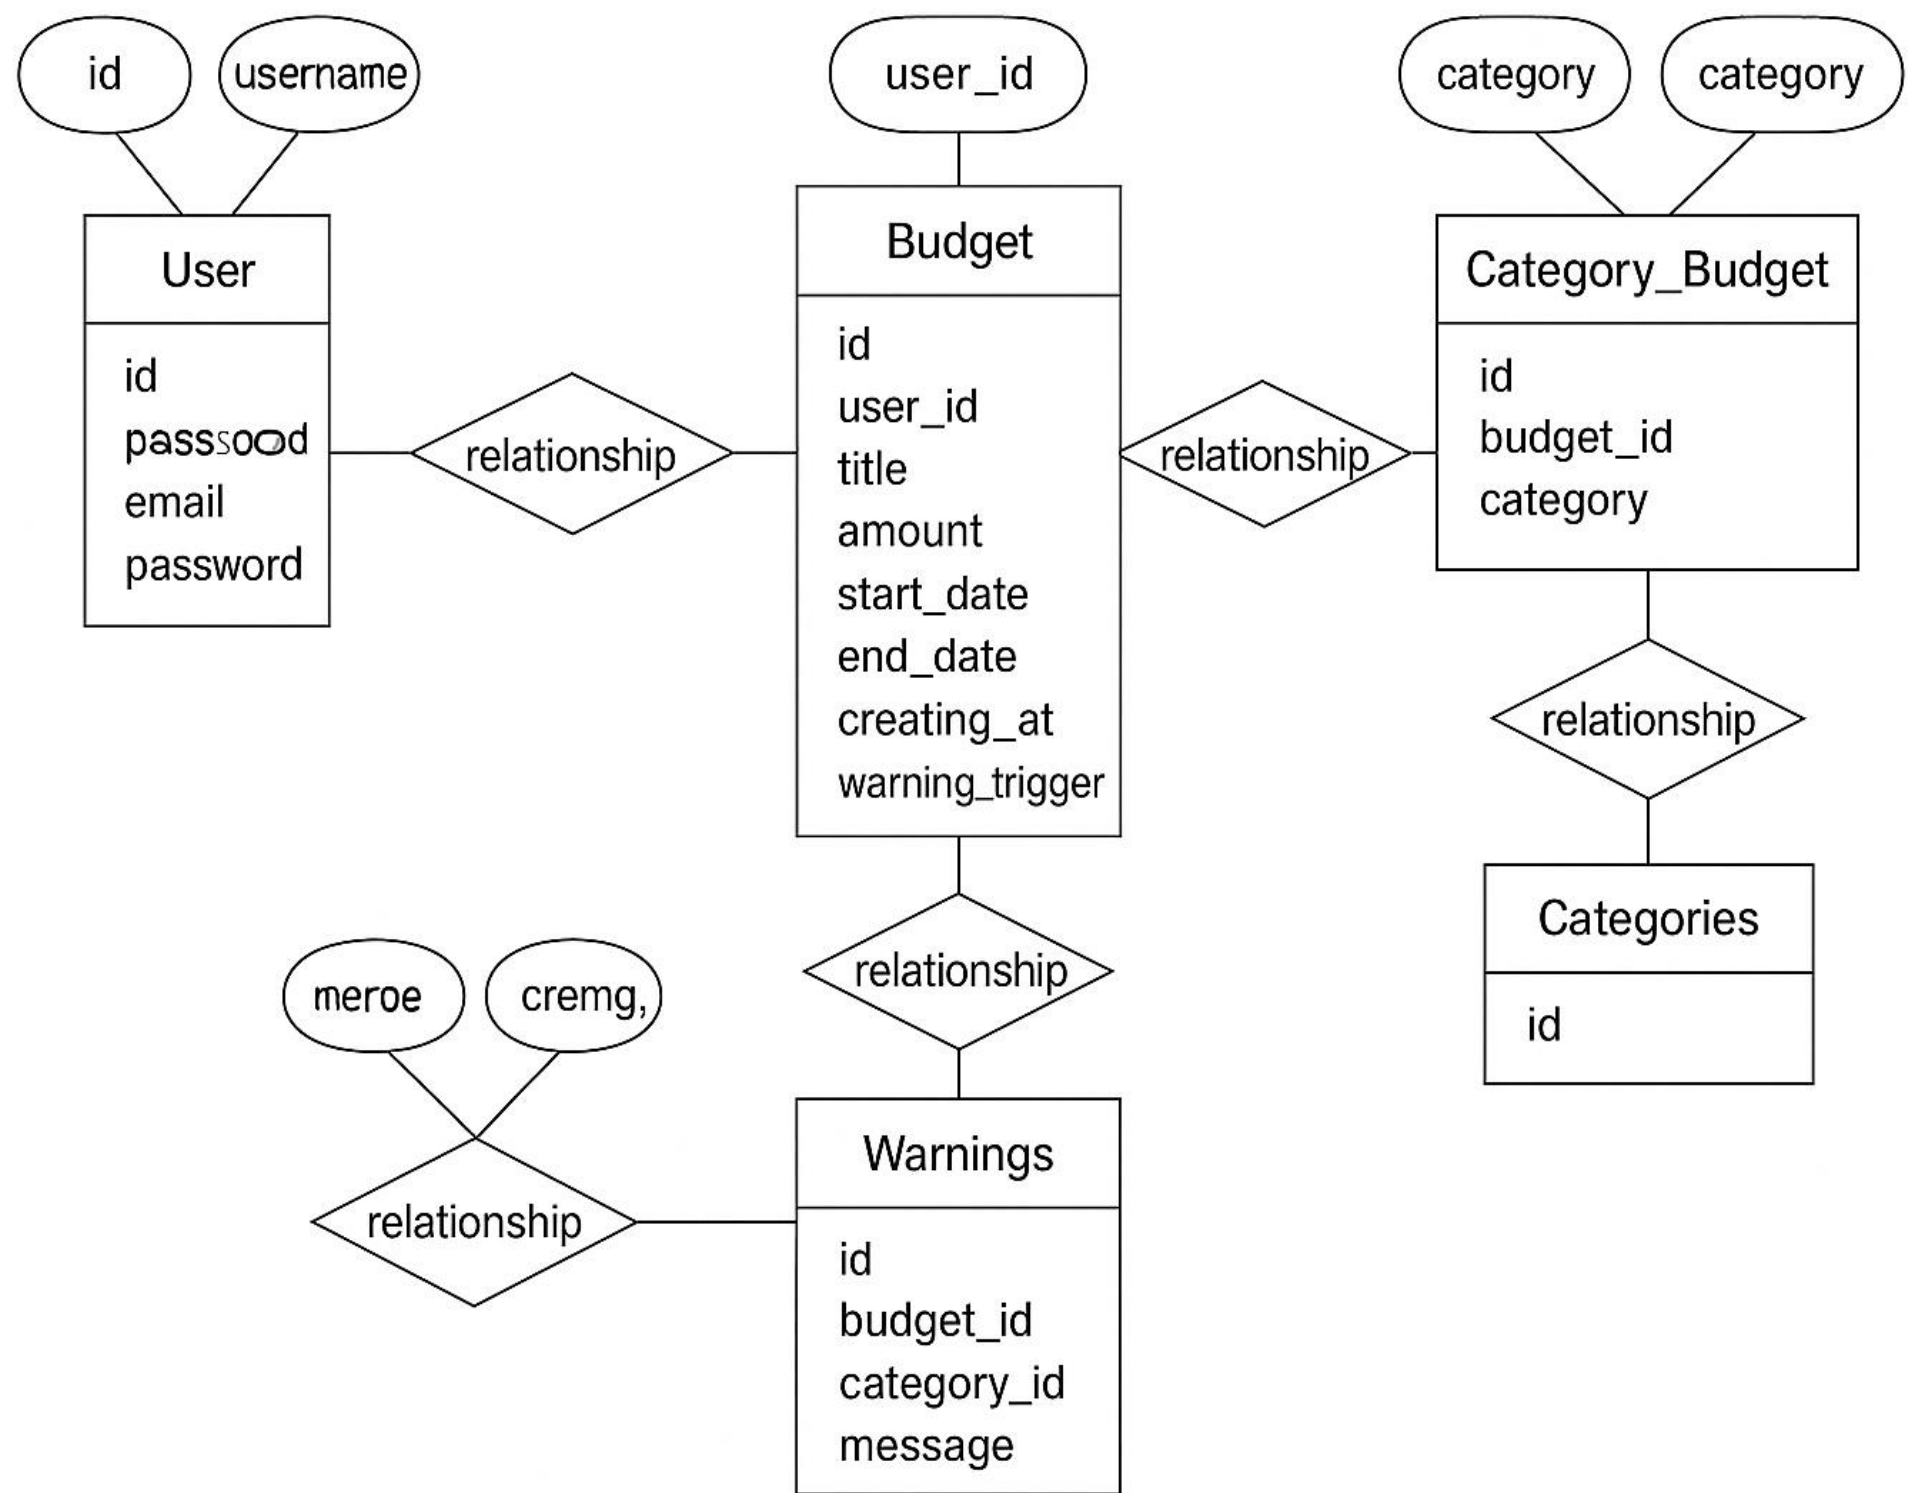 id
username
user_id
category
category
User
id
email
password
relationship
Budget
id
user_id
title
amount
start_date
end_date
creating_at
warning_trigger
relationship
Category_Budget
id
budget_id
category
relationship
Categories
id
relationship
meroe
cremg,
relationship
Warnings
id
budget_id
category_id
message